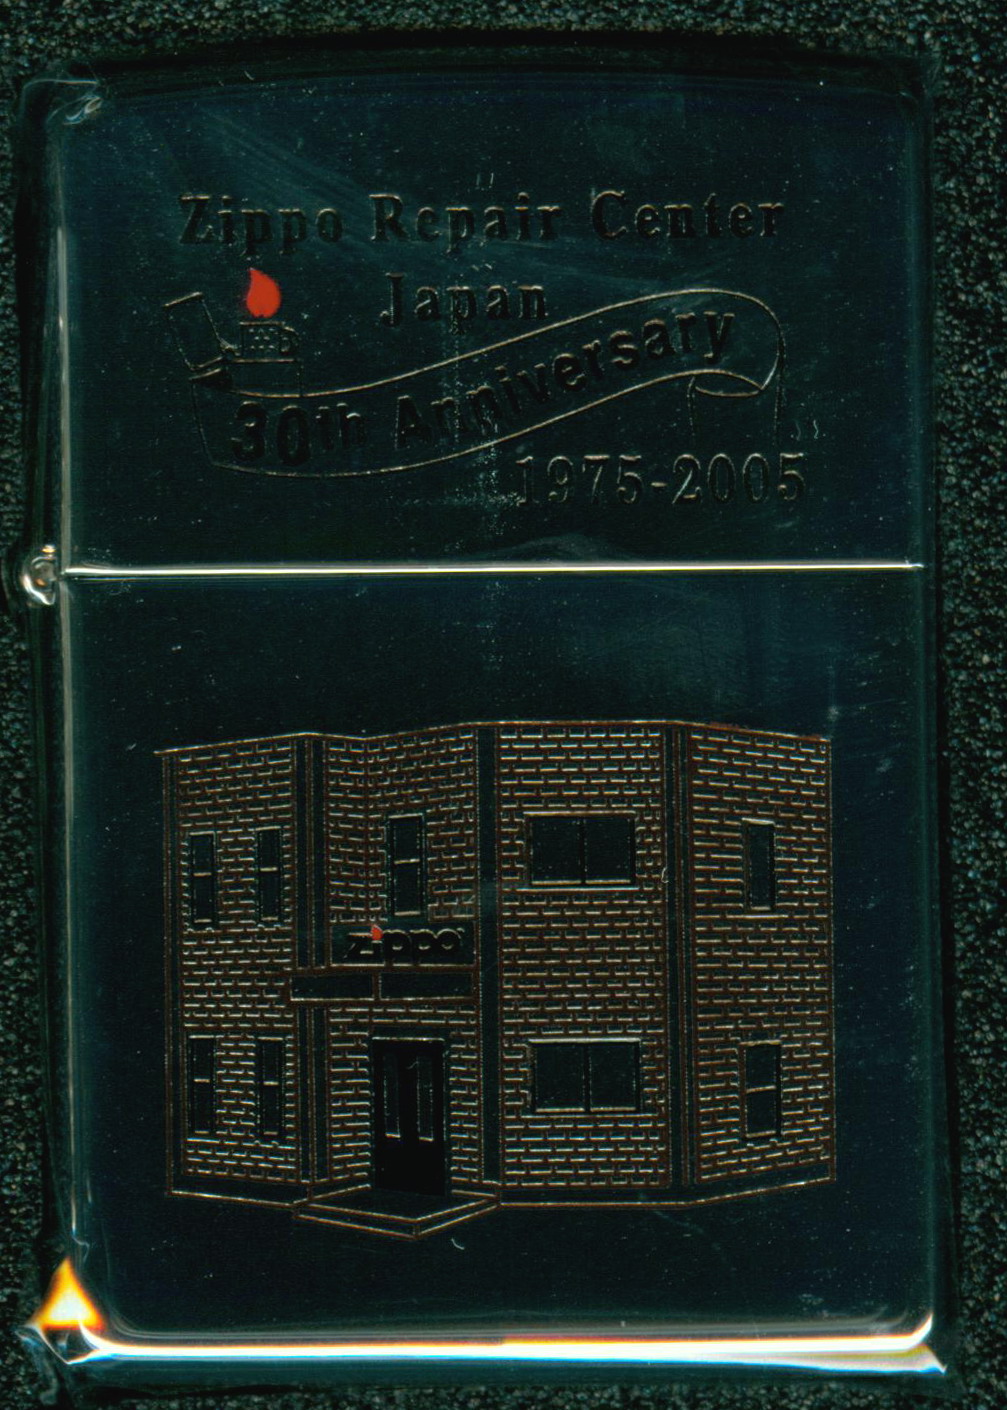 Zippo Repair Center
Japan
30th Anniversary
1975-2005
zippo